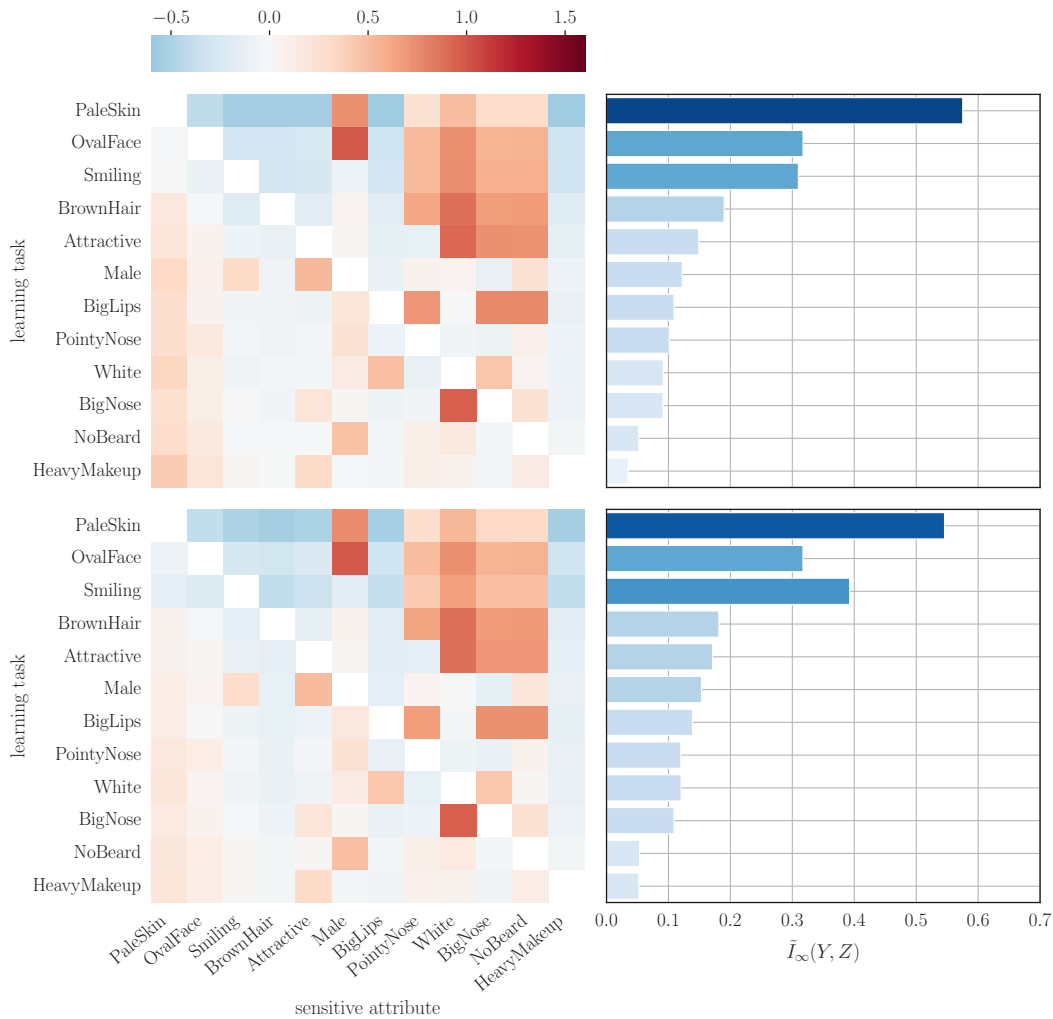 −0.5 0.0 0.5 1.0 1.5
learning task
PaleSkin
OvalFace
Smiling
BrownHair
Attractive
Male
BigLips
PointyNose
White
BigNose
NoBeard
HeavyMakeup
learning task
PaleSkin
OvalFace
Smiling
BrownHair
Attractive
Male
BigLips
PointyNose
White
BigNose
NoBeard
HeavyMakeup
PaleSkin OvalFace Smiling BrownHair Attractive Male BigLips PointyNose White BigNose NoBeard HeavyMakeup
sensitive attribute
0.0 0.1 0.2 0.3 0.4 0.5 0.6 0.7
Ĩ∞(Y, Z)